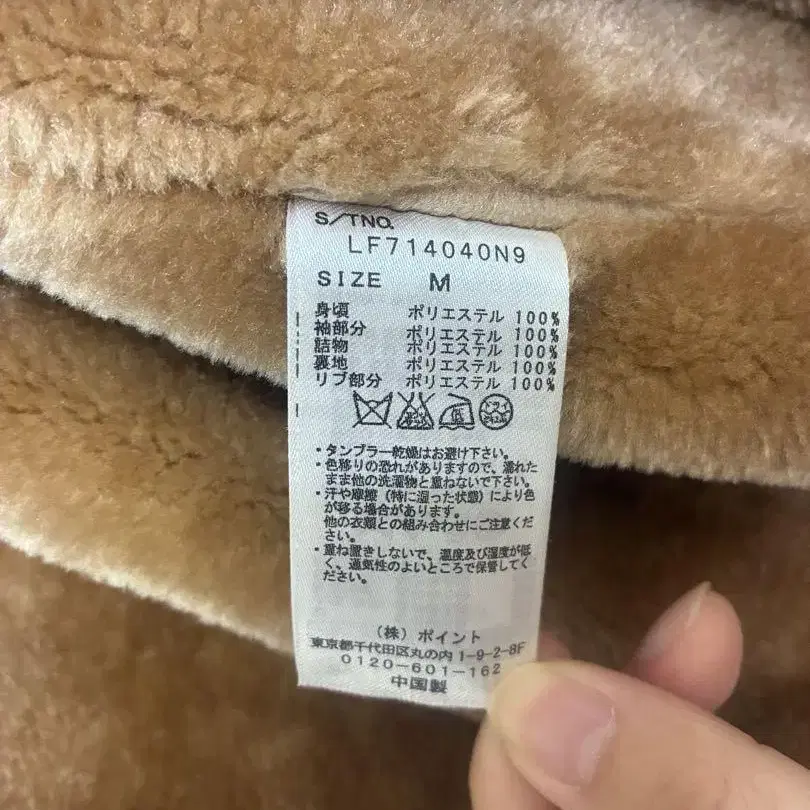 S/TNO.
LF714040N9
SIZE M
身頃 ポリエステル 100%
袖部分 ポリエステル 100%
詰物 ポリエステル 100%
裏地 ポリエステル 100%
リブ部分 ポリエステル 100%
・タンブラー乾燥はお避け下さい。
・色移りの恐れがありますので、濡れた
まま他の洗濯物と重ねないで下さい。
・汗や摩擦（特に湿った状態）により色
が移る場合があります。
他の衣類との組み合わせにご注意くだ
さい。
・重ね置きしないで、温度及び湿度が低
く、通気性のよいところで保管してく
ださい。
（株）ポイント
東京都千代田区丸の内1-9-2-8F
0120-601-162
中国製